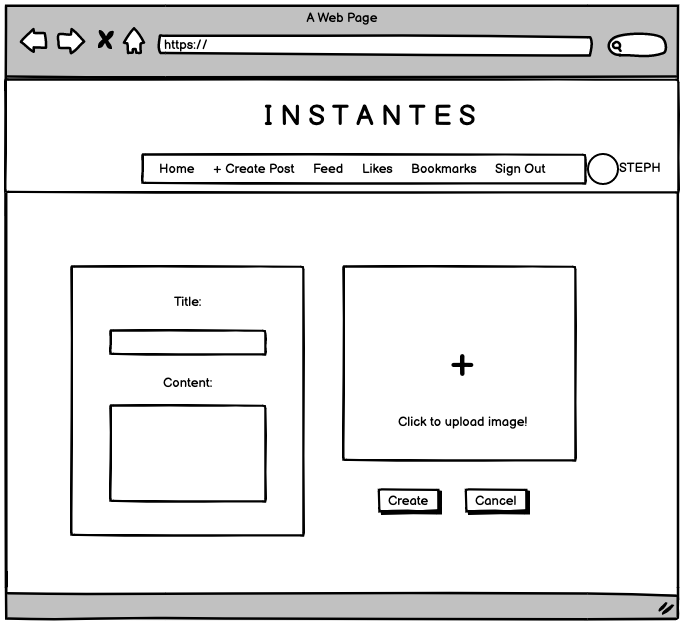 A Web Page
https://
INSTANTES
Home + Create Post Feed Likes Bookmarks Sign Out STEPH
Title:
Content:
Click to upload image!
Create Cancel